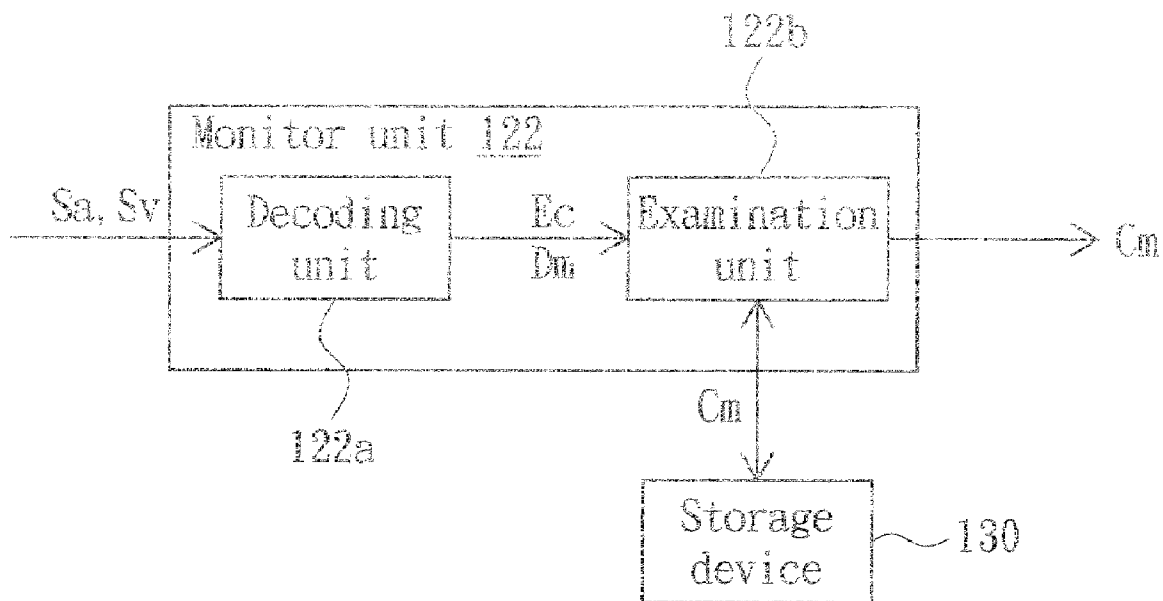 122b
Monitor unit 122
Sa, Sv
Decoding
unit
Ec
Dm
Examination
unit
Cm
122a
Cm
Storage
device
130